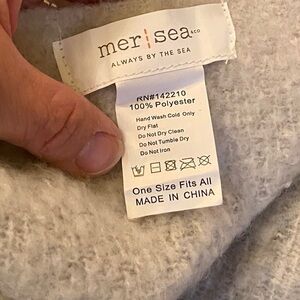 mer|sea &co
ALWAYS BY THE SEA
RN#142210
100% Polyester
Hand Wash Cold Only
Dry Flat
Do Not Dry Clean
Do Not Tumble Dry
Do Not Iron
One Size Fits All
MADE IN CHINA